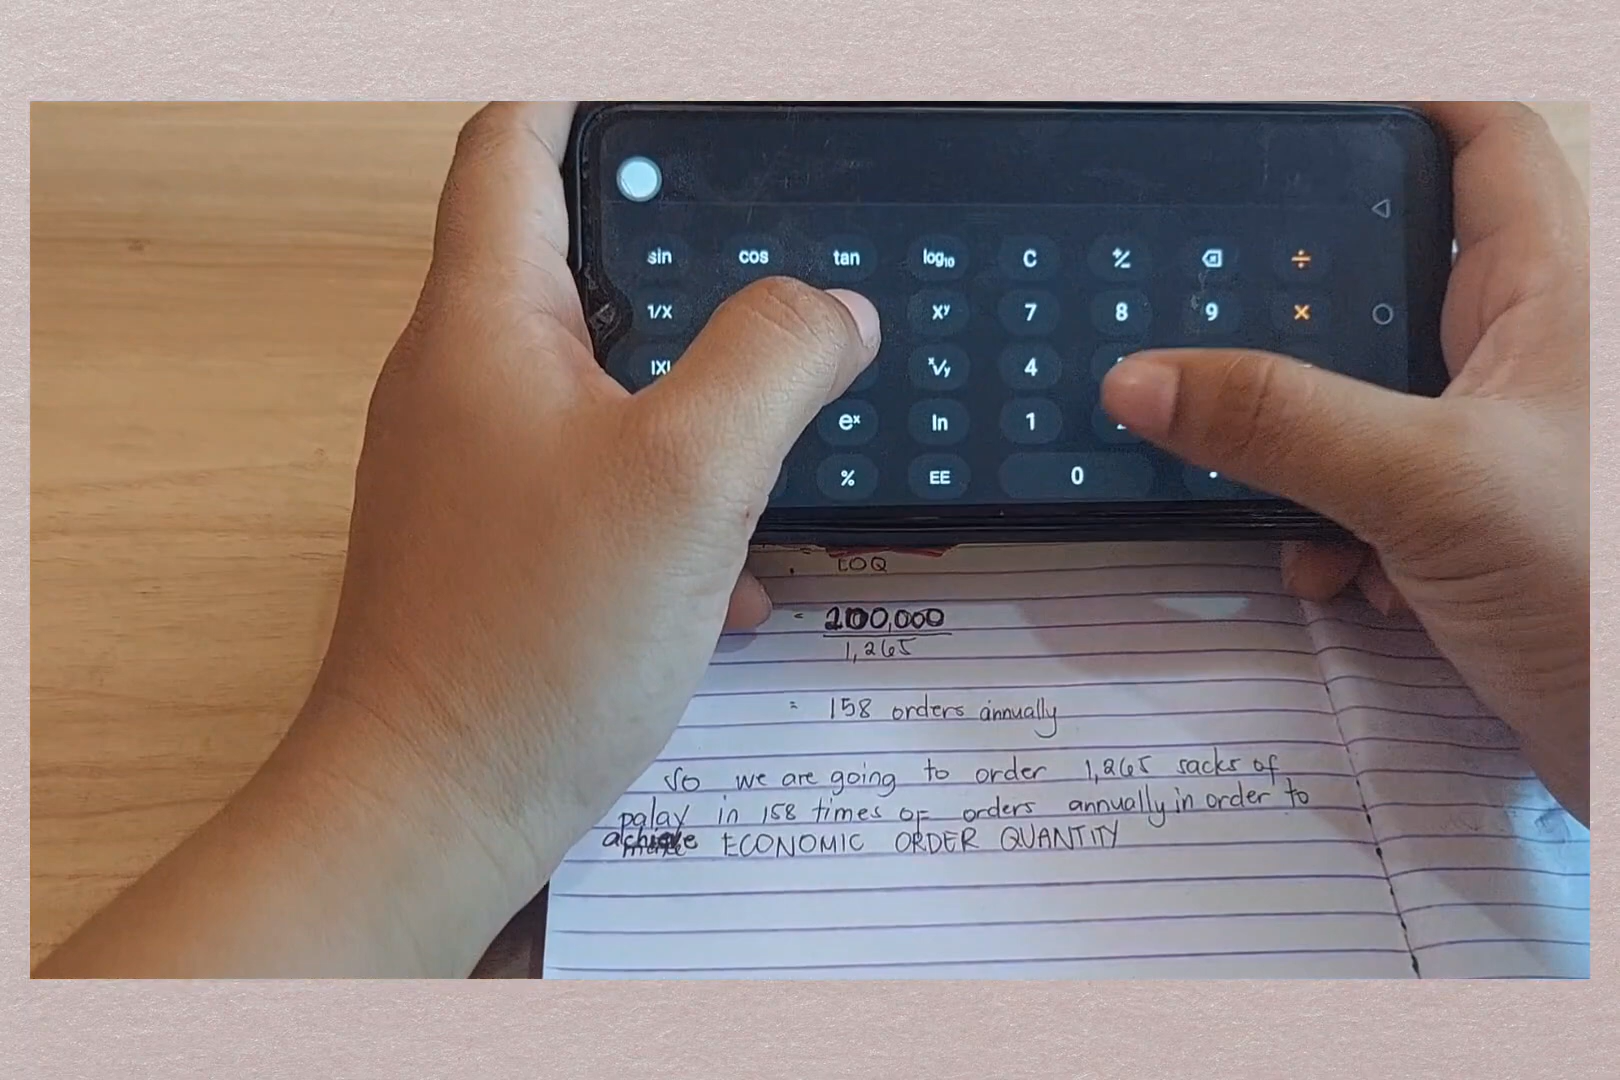 sin cos tan log10 C +/- ÷
1/X Xʸ 7 8 9 ×
|X| ˣ√y 4
eˣ ln 1
% EE 0 .
=
EOQ
= 200,000
1,265
= 158 orders annually
So we are going to order 1,265 sacks of
palay in 158 times of orders annually in order to
achieve ECONOMIC ORDER QUANTITY